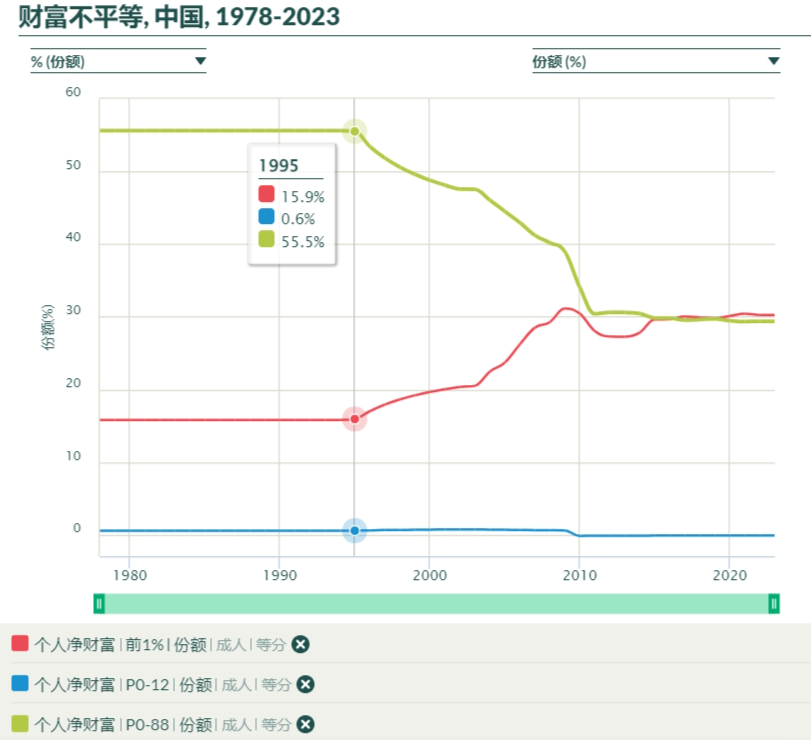 财富不平等, 中国, 1978-2023
% (份额)
份额 (%)
60
50
40
30
20
10
0
份额(%)
1995
15.9%
0.6%
55.5%
1980 1990 2000 2010 2020
个人净财富 | 前1% | 份额 | 成人 | 等分
个人净财富 | P0-12 | 份额 | 成人 | 等分
个人净财富 | P0-88 | 份额 | 成人 | 等分